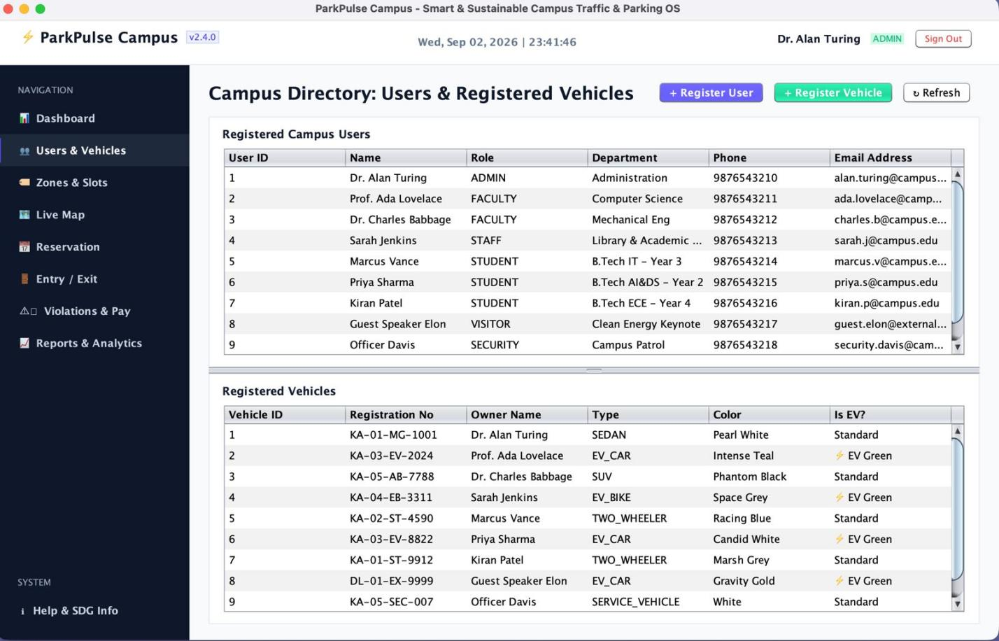 ParkPulse Campus - Smart & Sustainable Campus Traffic & Parking OS
ParkPulse Campus v2.4.0
Wed, Sep 02, 2026 | 23:41:46
Dr. Alan Turing ADMIN Sign Out
NAVIGATION
Dashboard
Users & Vehicles
Zones & Slots
Live Map
Reservation
Entry / Exit
Violations & Pay
Reports & Analytics
SYSTEM
Help & SDG Info
Campus Directory: Users & Registered Vehicles + Register User + Register Vehicle ↻ Refresh
Registered Campus Users
User ID Name Role Department Phone Email Address
1 Dr. Alan Turing ADMIN Administration 9876543210 alan.turing@campus...
2 Prof. Ada Lovelace FACULTY Computer Science 9876543211 ada.lovelace@camp...
3 Dr. Charles Babbage FACULTY Mechanical Eng 9876543212 charles.b@campus.e...
4 Sarah Jenkins STAFF Library & Academic ... 9876543213 sarah.j@campus.edu
5 Marcus Vance STUDENT B.Tech IT - Year 3 9876543214 marcus.v@campus.e...
6 Priya Sharma STUDENT B.Tech AI&DS - Year 2 9876543215 priya.s@campus.edu
7 Kiran Patel STUDENT B.Tech ECE - Year 4 9876543216 kiran.p@campus.edu
8 Guest Speaker Elon VISITOR Clean Energy Keynote 9876543217 guest.elon@external...
9 Officer Davis SECURITY Campus Patrol 9876543218 security.davis@cam...
Registered Vehicles
Vehicle ID Registration No Owner Name Type Color Is EV?
1 KA-01-MG-1001 Dr. Alan Turing SEDAN Pearl White Standard
2 KA-03-EV-2024 Prof. Ada Lovelace EV_CAR Intense Teal ⚡ EV Green
3 KA-05-AB-7788 Dr. Charles Babbage SUV Phantom Black Standard
4 KA-04-EB-3311 Sarah Jenkins EV_BIKE Space Grey ⚡ EV Green
5 KA-02-ST-4590 Marcus Vance TWO_WHEELER Racing Blue Standard
6 KA-03-EV-8822 Priya Sharma EV_CAR Candid White ⚡ EV Green
7 KA-01-ST-9912 Kiran Patel TWO_WHEELER Marsh Grey Standard
8 DL-01-EX-9999 Guest Speaker Elon EV_CAR Gravity Gold ⚡ EV Green
9 KA-05-SEC-007 Officer Davis SERVICE_VEHICLE White Standard